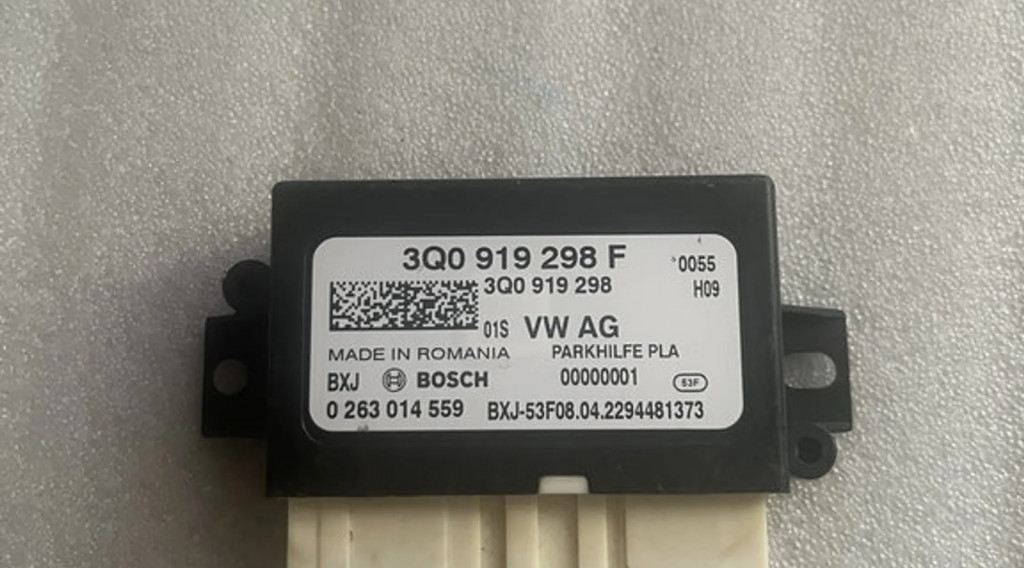 3Q0 919 298 F
0055
3Q0 919 298
H09
01S VW AG
MADE IN ROMANIA PARKHILFE PLA
BXJ BOSCH 00000001 53F
0 263 014 559 BXJ-53F08.04.2294481373